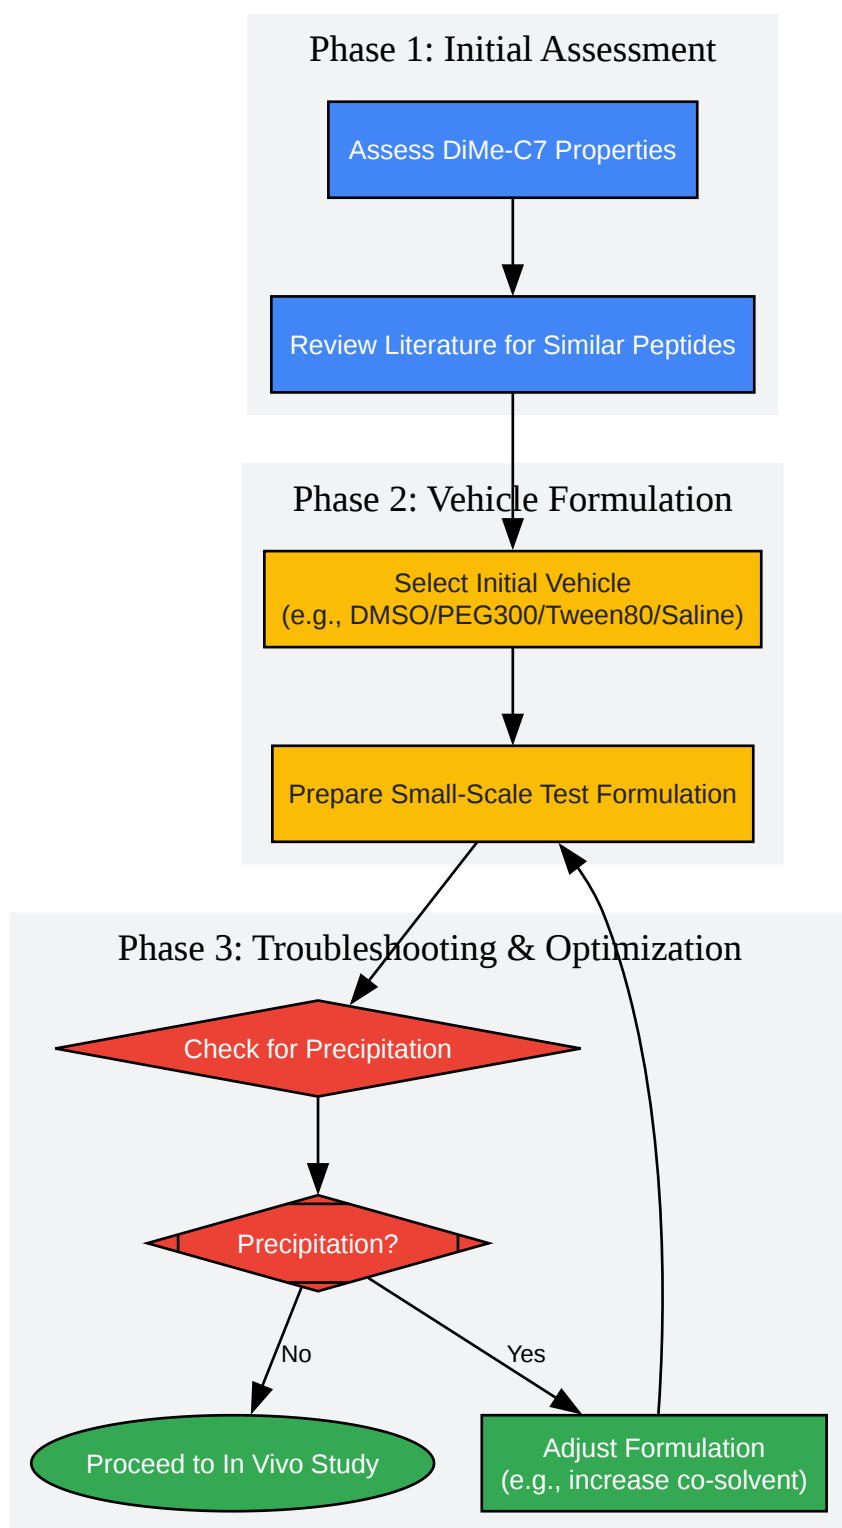 Phase 1: Initial Assessment
Assess DiMe-C7 Properties
Review Literature for Similar Peptides
Phase 2: Vehicle Formulation
Select Initial Vehicle
(e.g., DMSO/PEG300/Tween80/Saline)
Prepare Small-Scale Test Formulation
Phase 3: Troubleshooting & Optimization
Check for Precipitation
Precipitation?
No
Yes
Proceed to In Vivo Study
Adjust Formulation
(e.g., increase co-solvent)